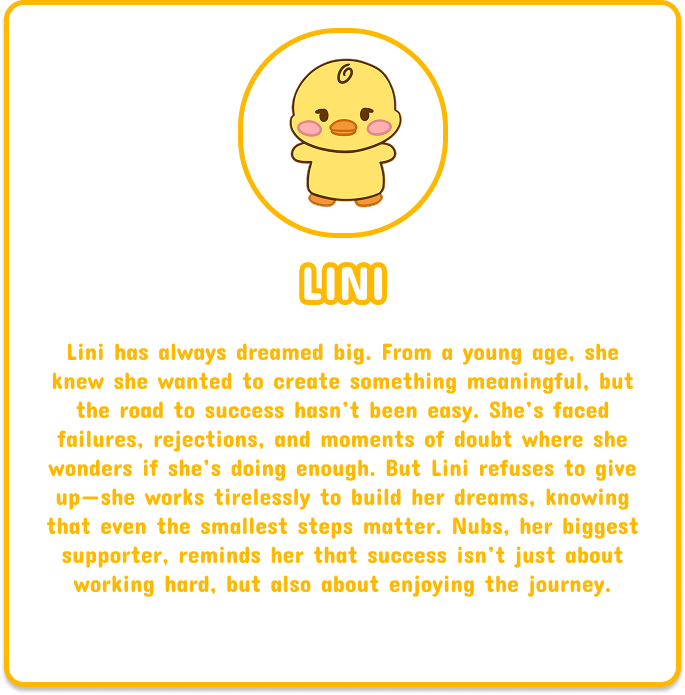 LINI
Lini has always dreamed big. From a young age, she
knew she wanted to create something meaningful, but
the road to success hasn't been easy. She's faced
failures, rejections, and moments of doubt where she
wonders if she's doing enough. But Lini refuses to give
up—she works tirelessly to build her dreams, knowing
that even the smallest steps matter. Nubs, her biggest
supporter, reminds her that success isn't just about
working hard, but also about enjoying the journey.